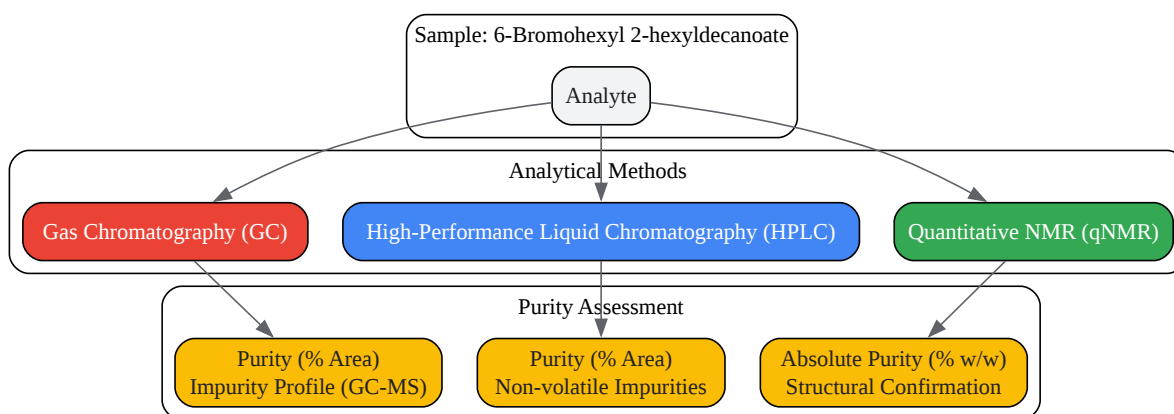 Sample: 6-Bromohexyl 2-hexyldecanoate
Analyte
Analytical Methods
Gas Chromatography (GC)
High-Performance Liquid Chromatography (HPLC)
Quantitative NMR (qNMR)
Purity Assessment
Purity (% Area)
Impurity Profile (GC-MS)
Purity (% Area)
Non-volatile Impurities
Absolute Purity (% w/w)
Structural Confirmation